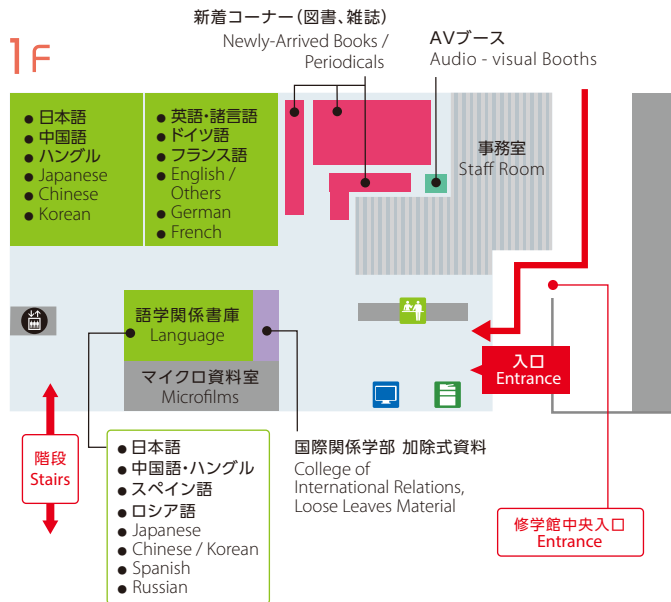 1F
新着コーナー(図書、雑誌)
Newly-Arrived Books /
Periodicals
AVブース
Audio - visual Booths
● 日本語
● 中国語
● ハングル
● Japanese
● Chinese
● Korean
● 英語・諸言語
● ドイツ語
● フランス語
● English /
Others
● German
● French
事務室
Staff Room
語学関係書庫
Language
マイクロ資料室
Microfilms
入口
Entrance
階段
Stairs
● 日本語
● 中国語・ハングル
● スペイン語
● ロシア語
● Japanese
● Chinese / Korean
● Spanish
● Russian
国際関係学部 加除式資料
College of
International Relations,
Loose Leaves Material
修学館中央入口
Entrance